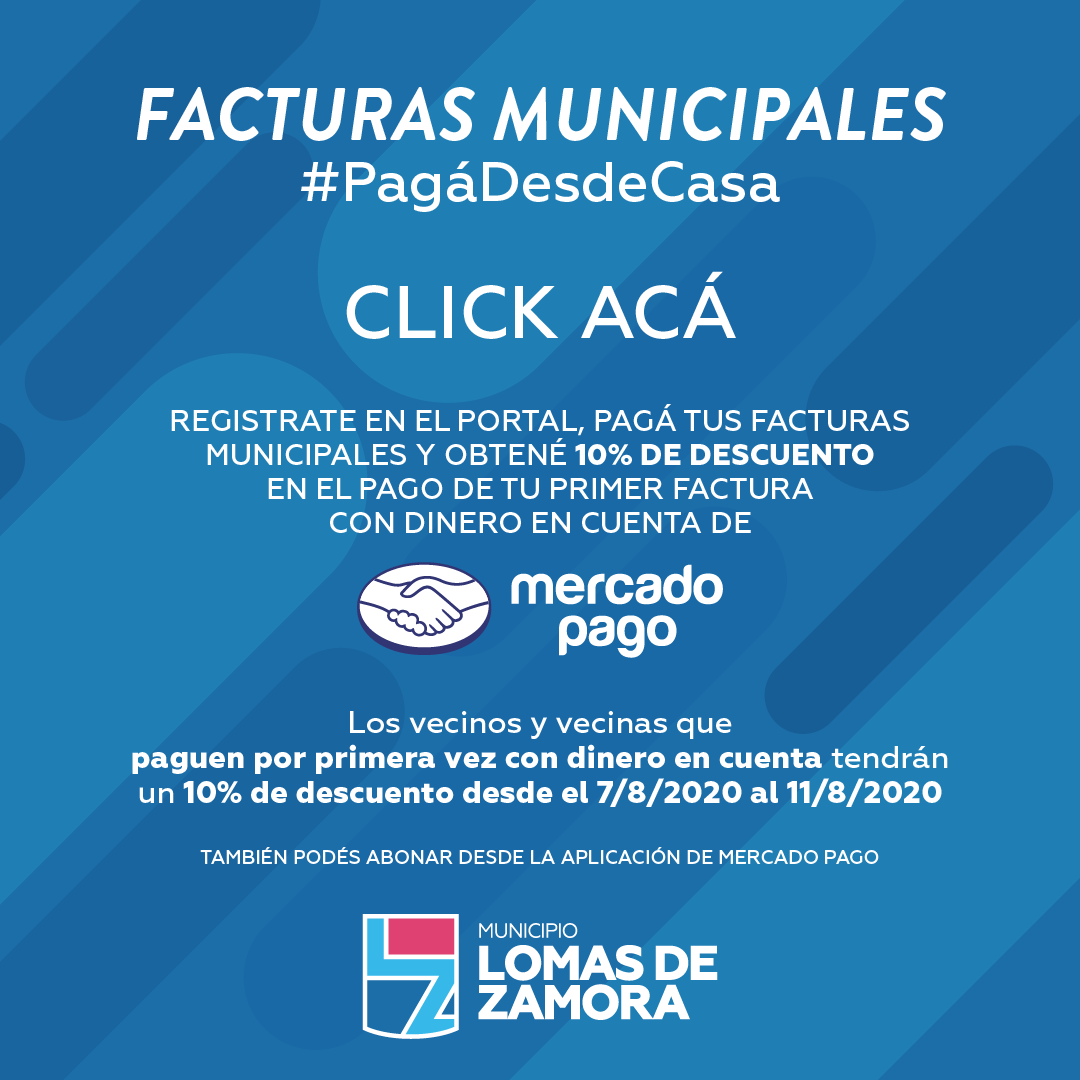 FACTURAS MUNICIPALES
#PagáDesdeCasa
CLICK ACÁ
REGISTRATE EN EL PORTAL, PAGÁ TUS FACTURAS
MUNICIPALES Y OBTENÉ 10% DE DESCUENTO
EN EL PAGO DE TU PRIMER FACTURA
CON DINERO EN CUENTA DE
mercado
pago
Los vecinos y vecinas que
paguen por primera vez con dinero en cuenta tendrán
un 10% de descuento desde el 7/8/2020 al 11/8/2020
TAMBIÉN PODÉS ABONAR DESDE LA APLICACIÓN DE MERCADO PAGO
MUNICIPIO
LOMAS DE
ZAMORA